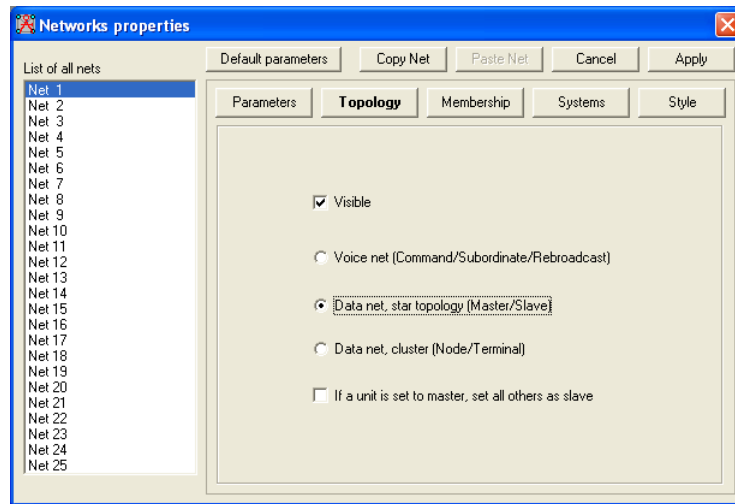 Networks properties
List of all nets
Default parameters
Copy Net
Paste Net
Cancel
Apply
Net 1
Net 2
Net 3
Net 4
Net 5
Net 6
Net 7
Net 8
Net 9
Net 10
Net 11
Net 12
Net 13
Net 14
Net 15
Net 16
Net 17
Net 18
Net 19
Net 20
Net 21
Net 22
Net 23
Net 24
Net 25
Parameters
Topology
Membership
Systems
Style
Visible
Voice net (Command/Subordinate/Rebroadcast)
Data net, star topology (Master/Slave)
Data net, cluster (Node/Terminal)
If a unit is set to master, set all others as slave